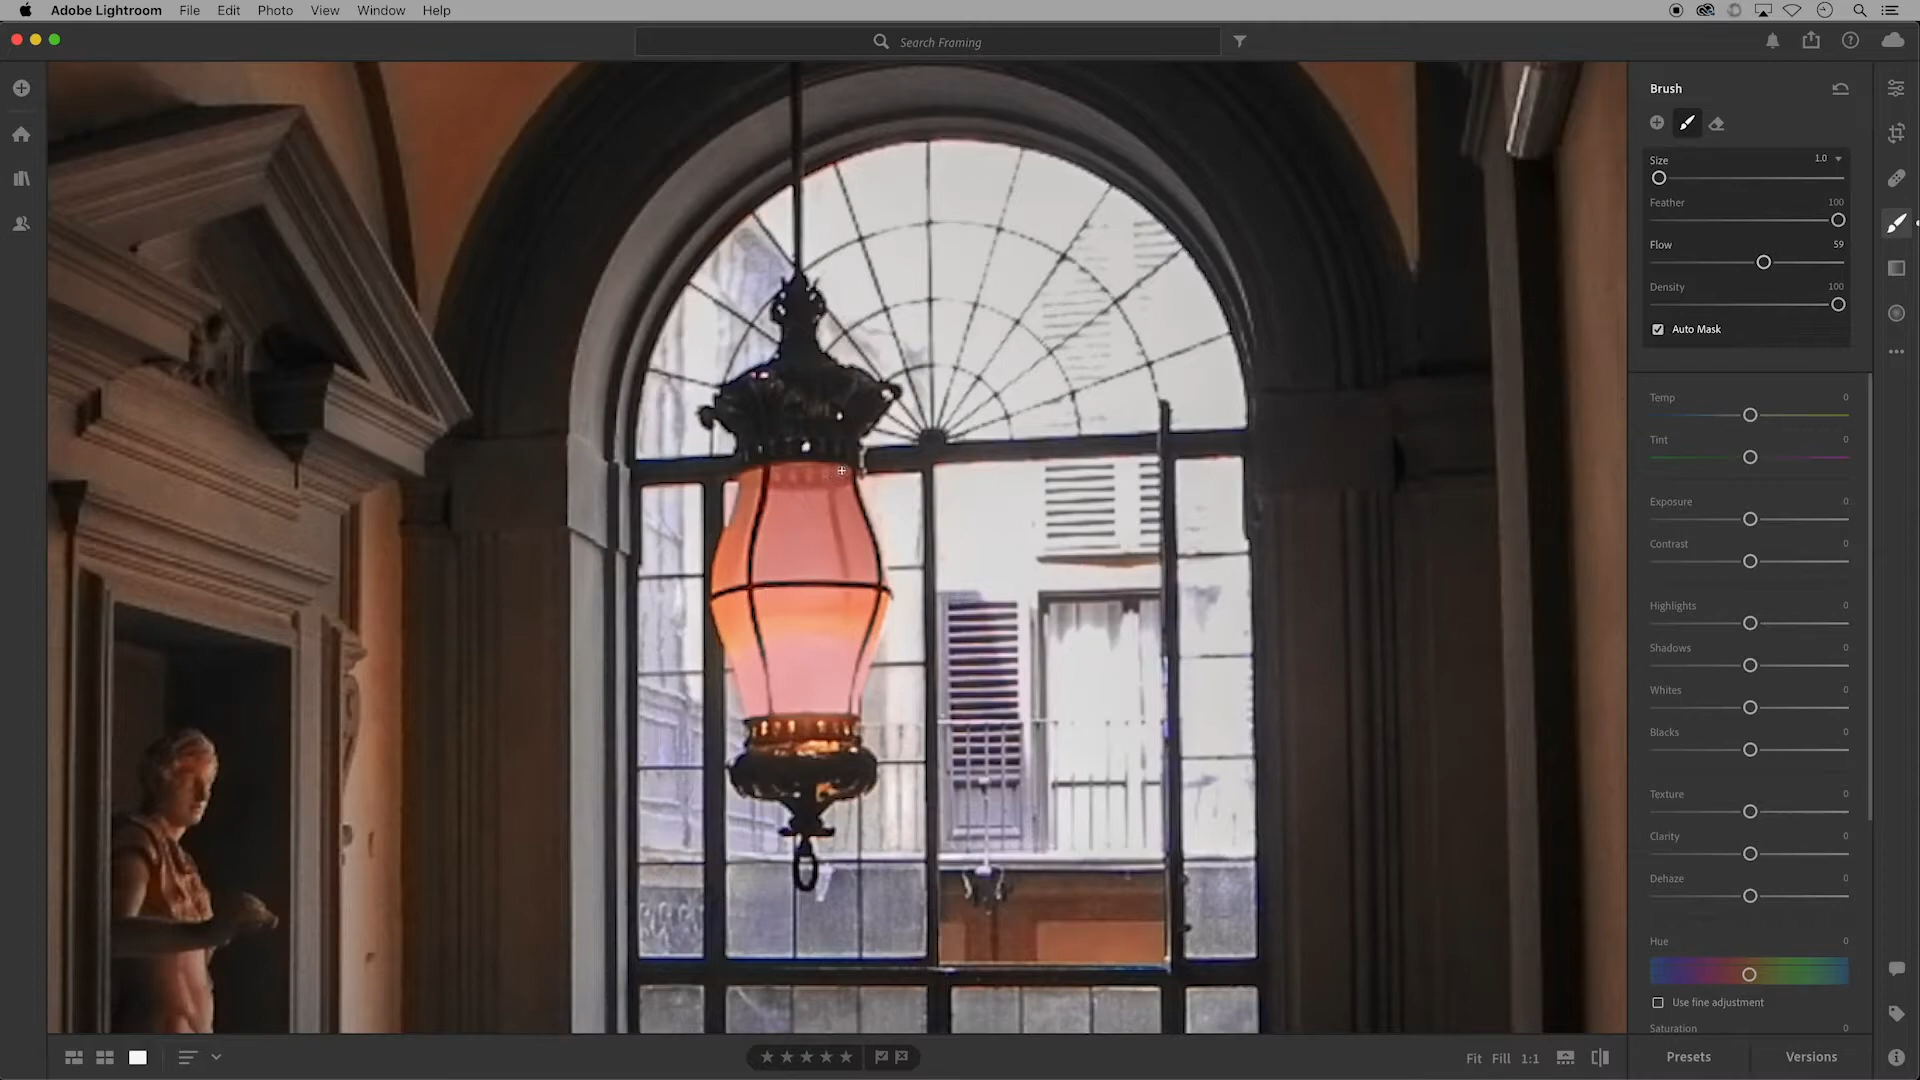 Adobe Lightroom File Edit Photo View Window Help
Search Framing
Brush
Size 1.0
Feather 100
Flow 59
Density 100
Auto Mask
Temp 0
Tint 0
Exposure 0
Contrast 0
Highlights 0
Shadows 0
Whites 0
Blacks 0
Texture 0
Clarity 0
Dehaze 0
Hue 0
Use fine adjustment
Saturation 0
Fit Fill 1:1 Presets Versions